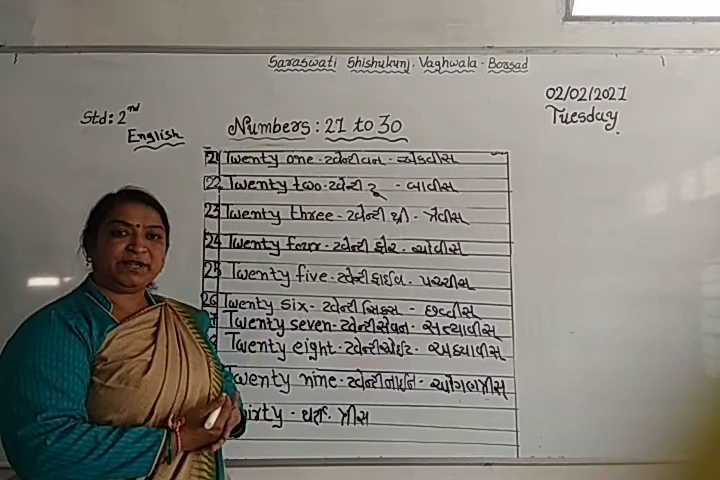 Saraswati Shishukunj. Vaghwala - Borsad
02/02/2021
Tuesday
Std: 2nd
English
Numbers: 21 to 30
21 Twenty one - ટ્વેન્ટી વન - એકવીસ
22 Twenty two - ટ્વેન્ટી ટુ - બાવીસ
23 Twenty three - ટ્વેન્ટી થ્રી - ત્રેવીસ
24 Twenty four - ટ્વેન્ટી ફોર - ચોવીસ
25 Twenty five - ટ્વેન્ટી ફાઈવ - પચ્ચીસ
26 Twenty six - ટ્વેન્ટી સિક્સ - છવ્વીસ
7 Twenty seven - ટ્વેન્ટી સેવન - સત્યાવીસ
Twenty eight - ટ્વેન્ટી એઈટ - અઠ્યાવીસ
Twenty nine - ટ્વેન્ટી નાઈન - ઓગણત્રીસ
hirty - થર્ટી - ત્રીસ